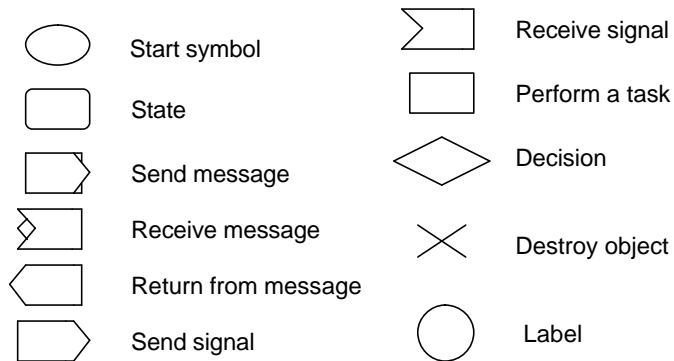 Start symbol
State
Send message
Receive message
Return from message
Send signal
Receive signal
Perform a task
Decision
Destroy object
Label